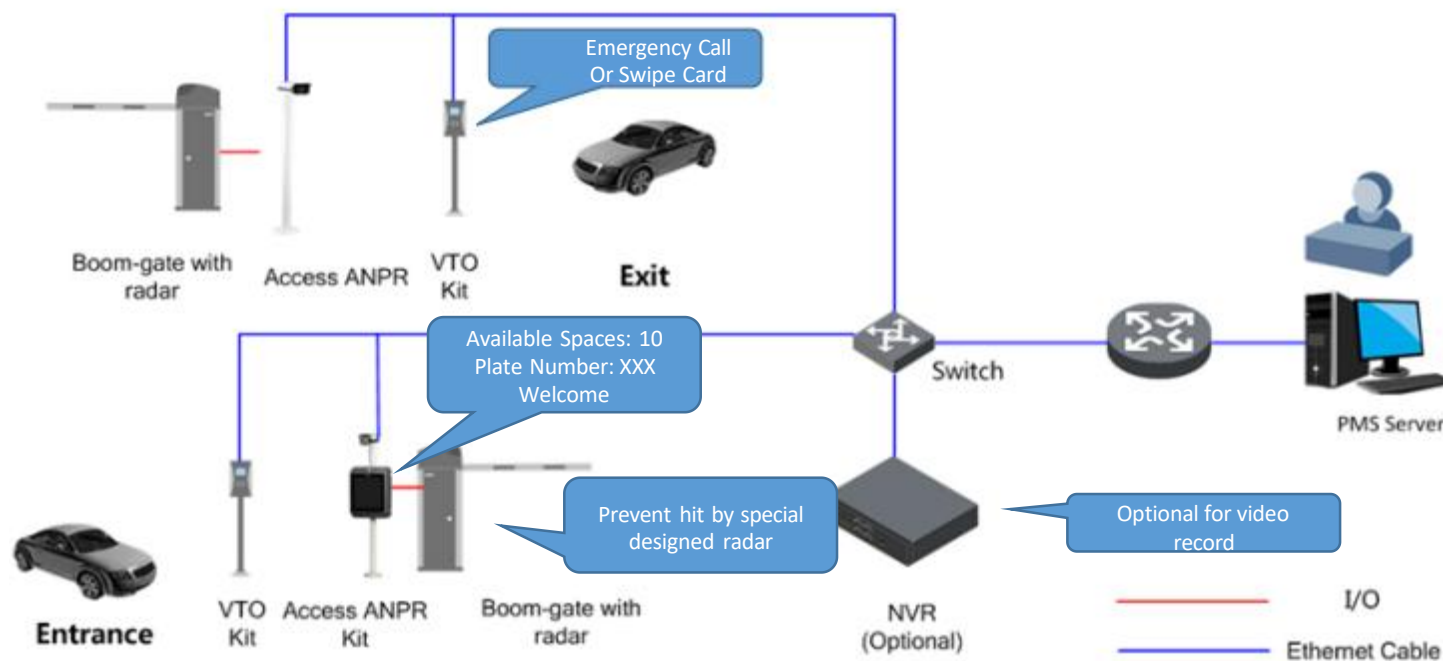 Emergency Call
Or Swipe Card
Boom-gate with
radar
Access ANPR
VTO
Kit
Exit
Available Spaces: 10
Plate Number: XXX
Welcome
Switch
PMS Server
Prevent hit by special
designed radar
Optional for video
record
Entrance
VTO
Kit
Access ANPR
Kit
Boom-gate with
radar
NVR
(Optional)
I/O
Ethernet Cable